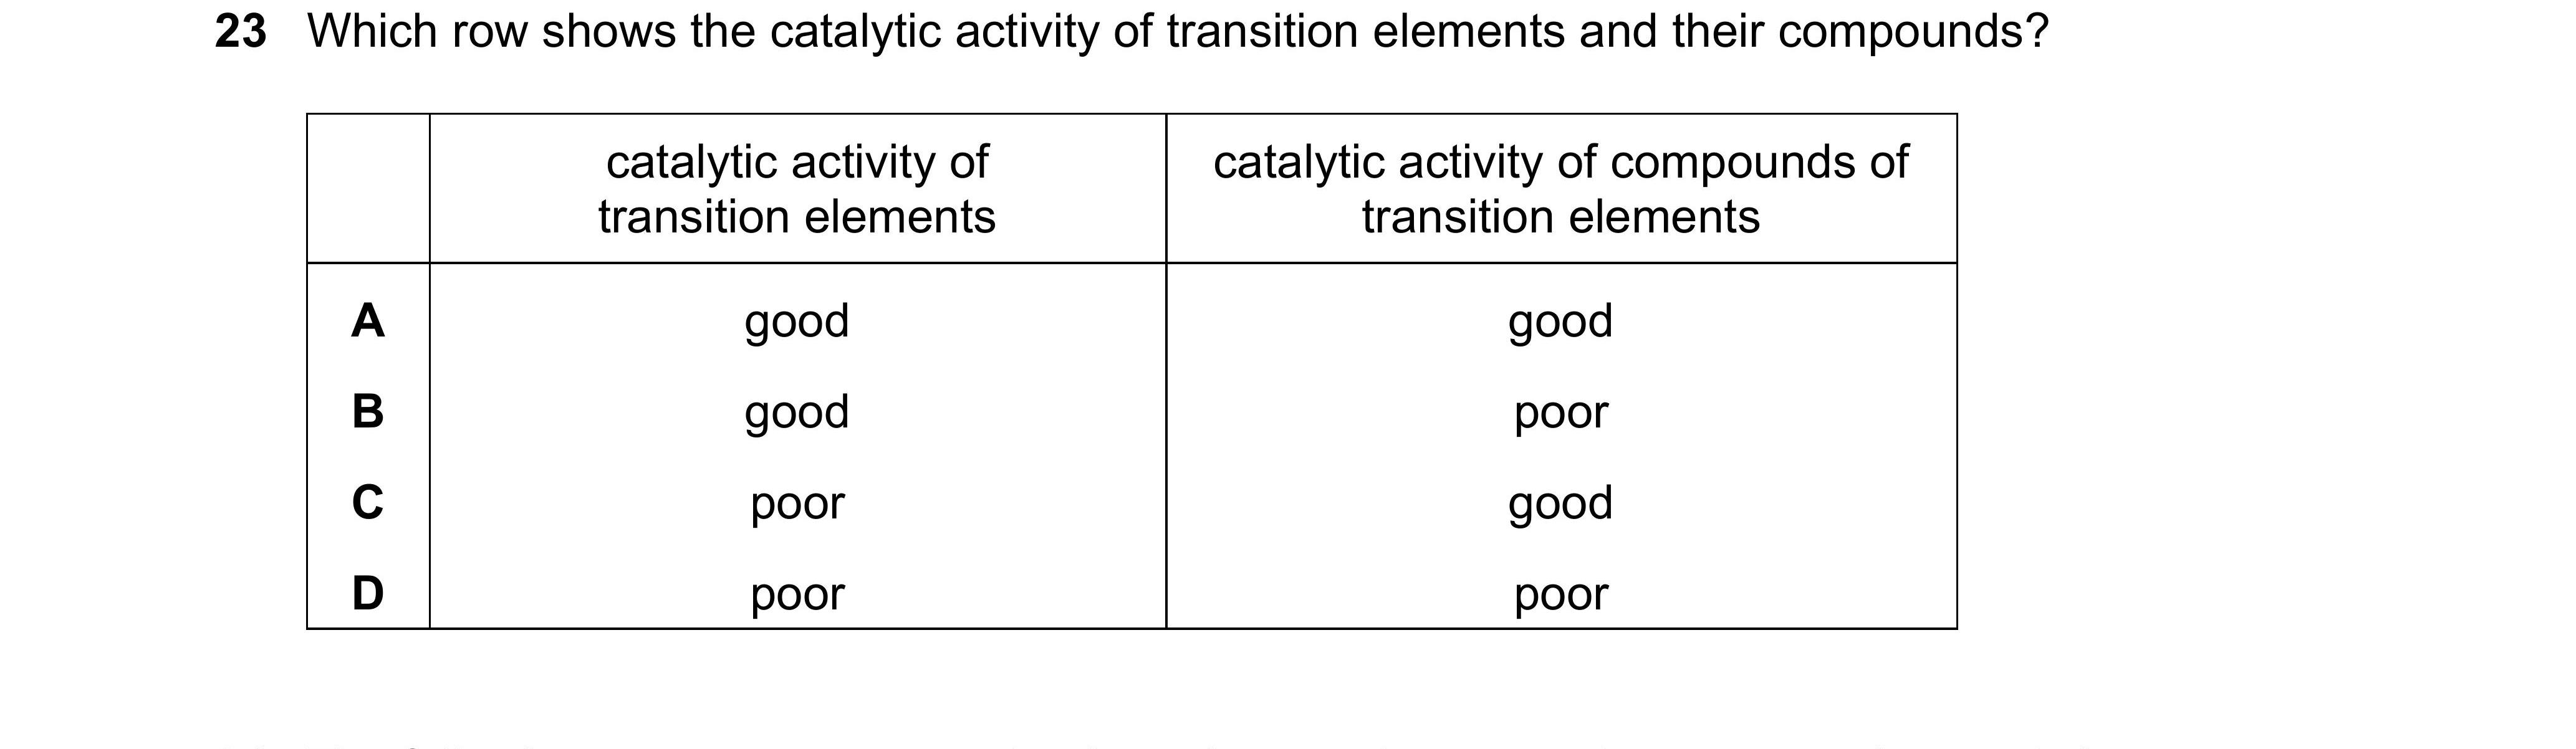 23 Which row shows the catalytic activity of transition elements and their compounds?
catalytic activity of transition elements
catalytic activity of compounds of transition elements
A good good
B good poor
C poor good
D poor poor